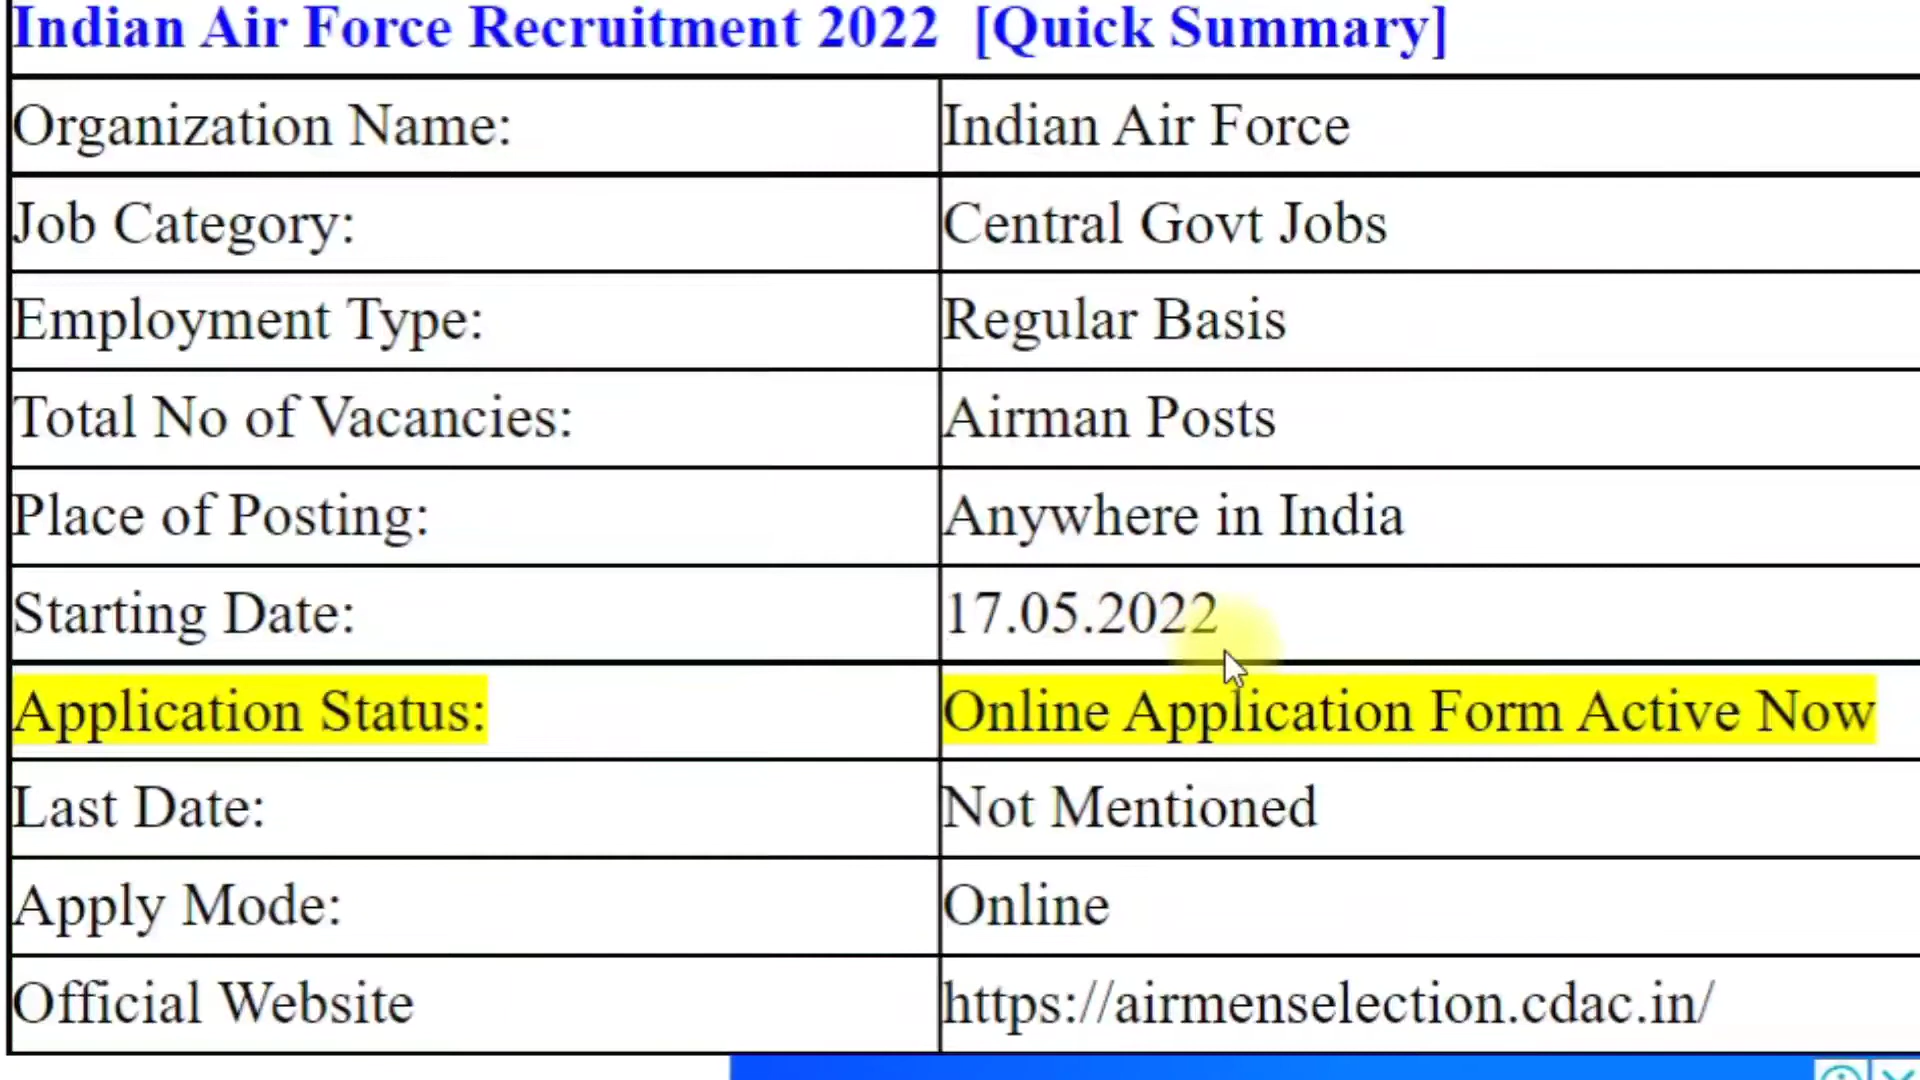 Indian Air Force Recruitment 2022 [Quick Summary]
Organization Name: Indian Air Force
Job Category: Central Govt Jobs
Employment Type: Regular Basis
Total No of Vacancies: Airman Posts
Place of Posting: Anywhere in India
Starting Date: 17.05.2022
Application Status: Online Application Form Active Now
Last Date: Not Mentioned
Apply Mode: Online
Official Website https://airmenselection.cdac.in/